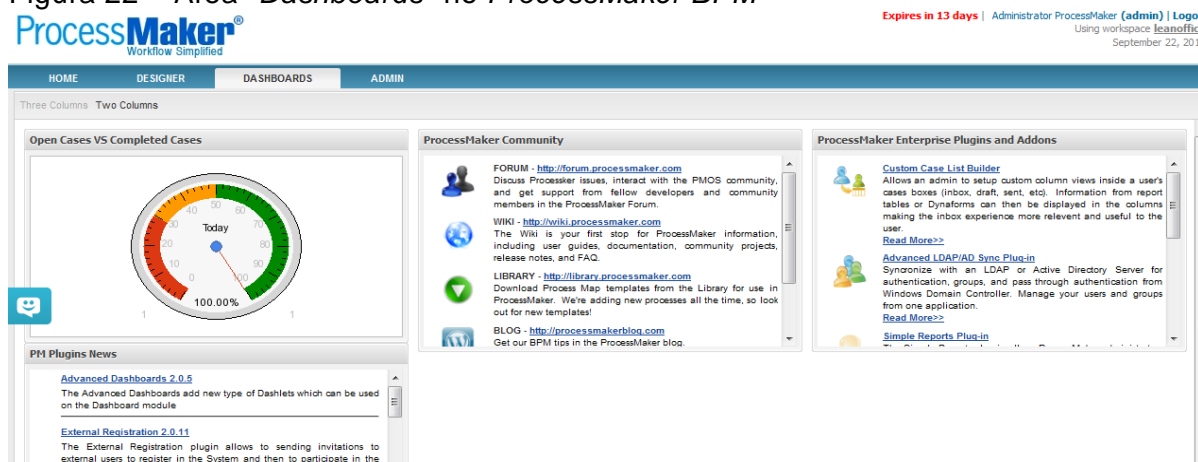 Figura 22 – Área "Dashboards" no ProcessMaker BPM
ProcessMaker®
Workflow Simplified
Expires in 13 days | Administrator ProcessMaker (admin) | Logo
Using workspace leanoffic
September 22, 201
HOME DESIGNER DASHBOARDS ADMIN
Three Columns Two Columns
Open Cases VS Completed Cases
0 10 20 30 40 50 60 80 90 100
Today
100.00%
1 1
PM Plugins News
Advanced Dashboards 2.0.5
The Advanced Dashboards add new type of Dashlets which can be used
on the Dashboard module
External Registration 2.0.11
The External Registration plugin allows to sending invitations to
external users to register in the System and then to participate in the
ProcessMaker Community
FORUM - http://forum.processmaker.com
Discuss Processker issues, interact with the PMOS community,
and get support from fellow developers and community
members in the ProcessMaker Forum.
WIKI - http://wiki.processmaker.com
The Wiki is your first stop for ProcessMaker information,
including user guides, documentation, community projects,
release notes, and FAQ.
LIBRARY - http://library.processmaker.com
Download Process Map templates from the Library for use in
ProcessMaker. We're adding new processes all the time, so look
out for new templates!
BLOG - http://processmakerblog.com
Get our BPM tips in the ProcessMaker blog.
ProcessMaker Enterprise Plugins and Addons
Custom Case List Builder
Allows an admin to setup custom column views inside a user's
cases boxes (inbox, draft, sent, etc). Information from report
tables or Dynaforms can then be displayed in the columns
making the inbox experience more relevent and useful to the
user.
Read More>>
Advanced LDAP/AD Sync Plug-in
Syncronize with an LDAP or Active Directory Server for
authentication, groups, and pass through authentication from
Windows Domain Controller. Manage your users and groups
from one application.
Read More>>
Simple Reports Plug-in